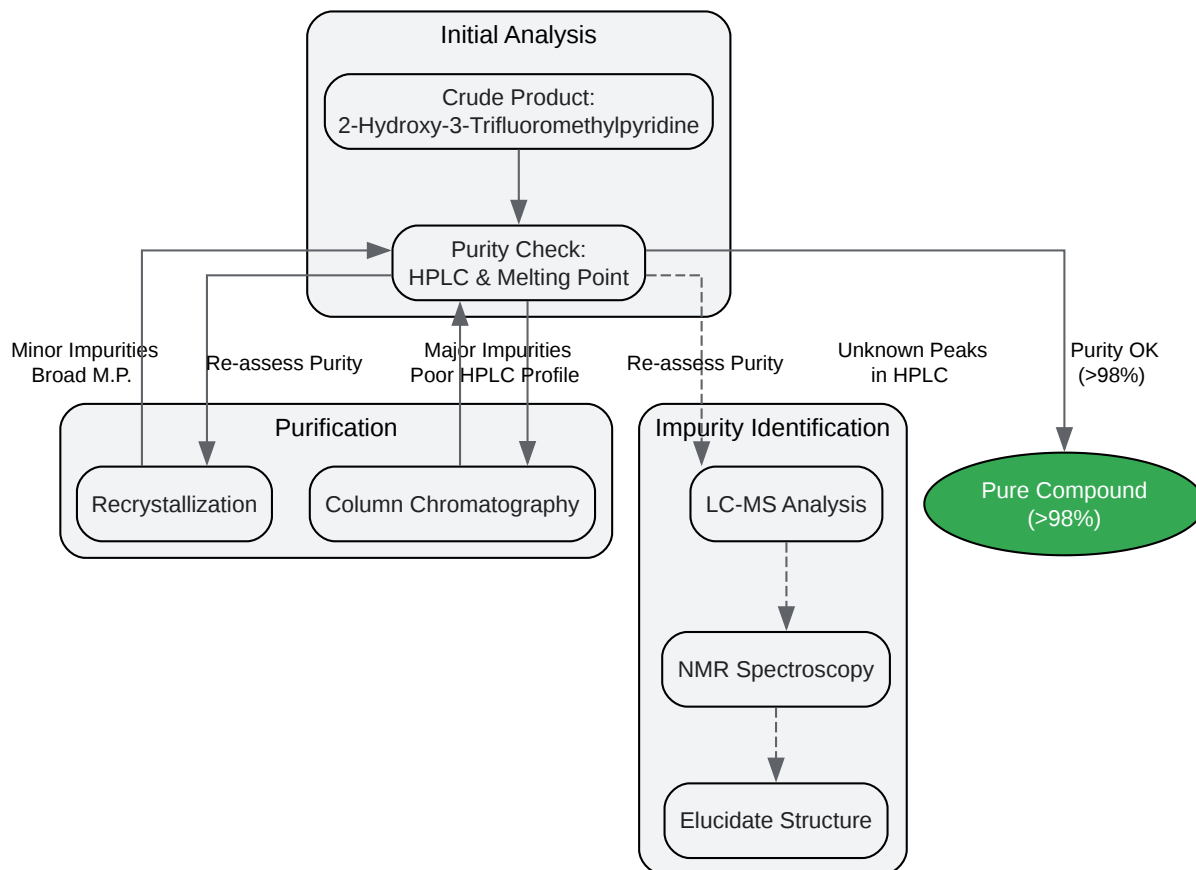 Initial Analysis
Crude Product:
2-Hydroxy-3-Trifluoromethylpyridine
Purity Check:
HPLC & Melting Point
Minor Impurities
Broad M.P.
Re-assess Purity
Major Impurities
Poor HPLC Profile
Re-assess Purity
Unknown Peaks
in HPLC
Purity OK
(>98%)
Purification
Recrystallization
Column Chromatography
Impurity Identification
LC-MS Analysis
NMR Spectroscopy
Elucidate Structure
Pure Compound
(>98%)